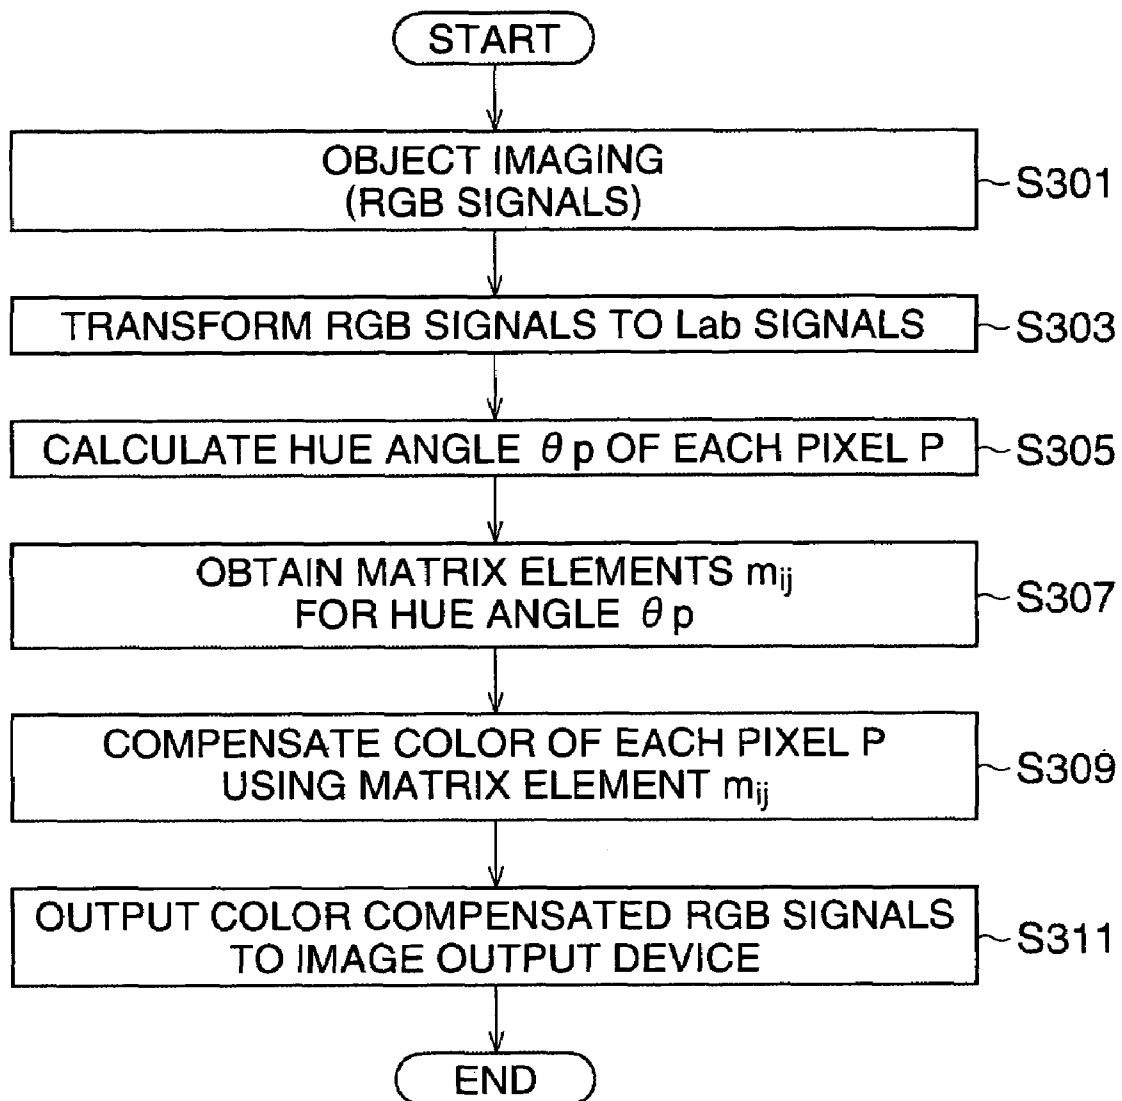 START
OBJECT IMAGING
(RGB SIGNALS)
S301
TRANSFORM RGB SIGNALS TO Lab SIGNALS
S303
CALCULATE HUE ANGLE θp OF EACH PIXEL P
S305
OBTAIN MATRIX ELEMENTS mij
FOR HUE ANGLE θp
S307
COMPENSATE COLOR OF EACH PIXEL P
USING MATRIX ELEMENT mij
S309
OUTPUT COLOR COMPENSATED RGB SIGNALS
TO IMAGE OUTPUT DEVICE
S311
END